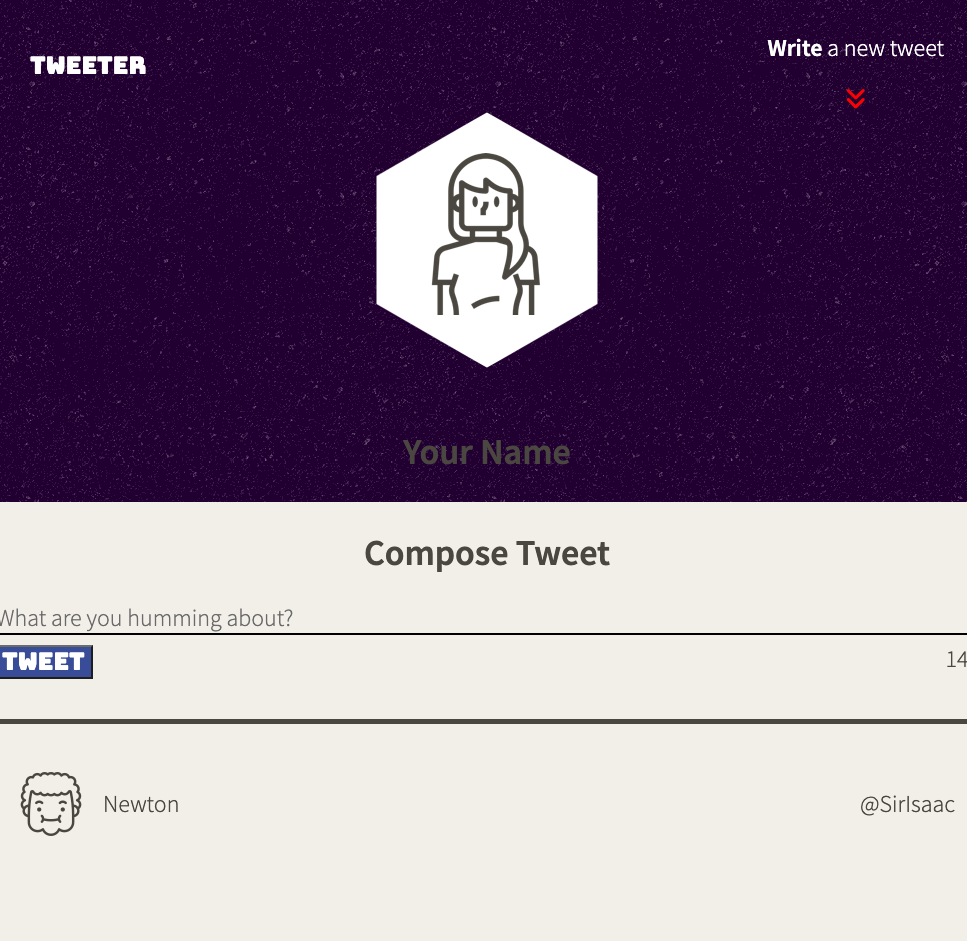 TWEETER
Write a new tweet
Your Name
Compose Tweet
What are you humming about?
TWEET
14
Newton
@SirIsaac